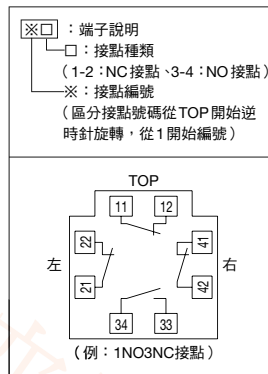 ※□：端子說明
□：接點種類
（1-2：NC接點、3-4：NO接點）
※：接點編號
（區分接點號碼從TOP開始逆
時針旋轉，從1開始編號）
TOP
11 12
22 41
左 右
21 42
34 33
（例：1NO3NC接點）